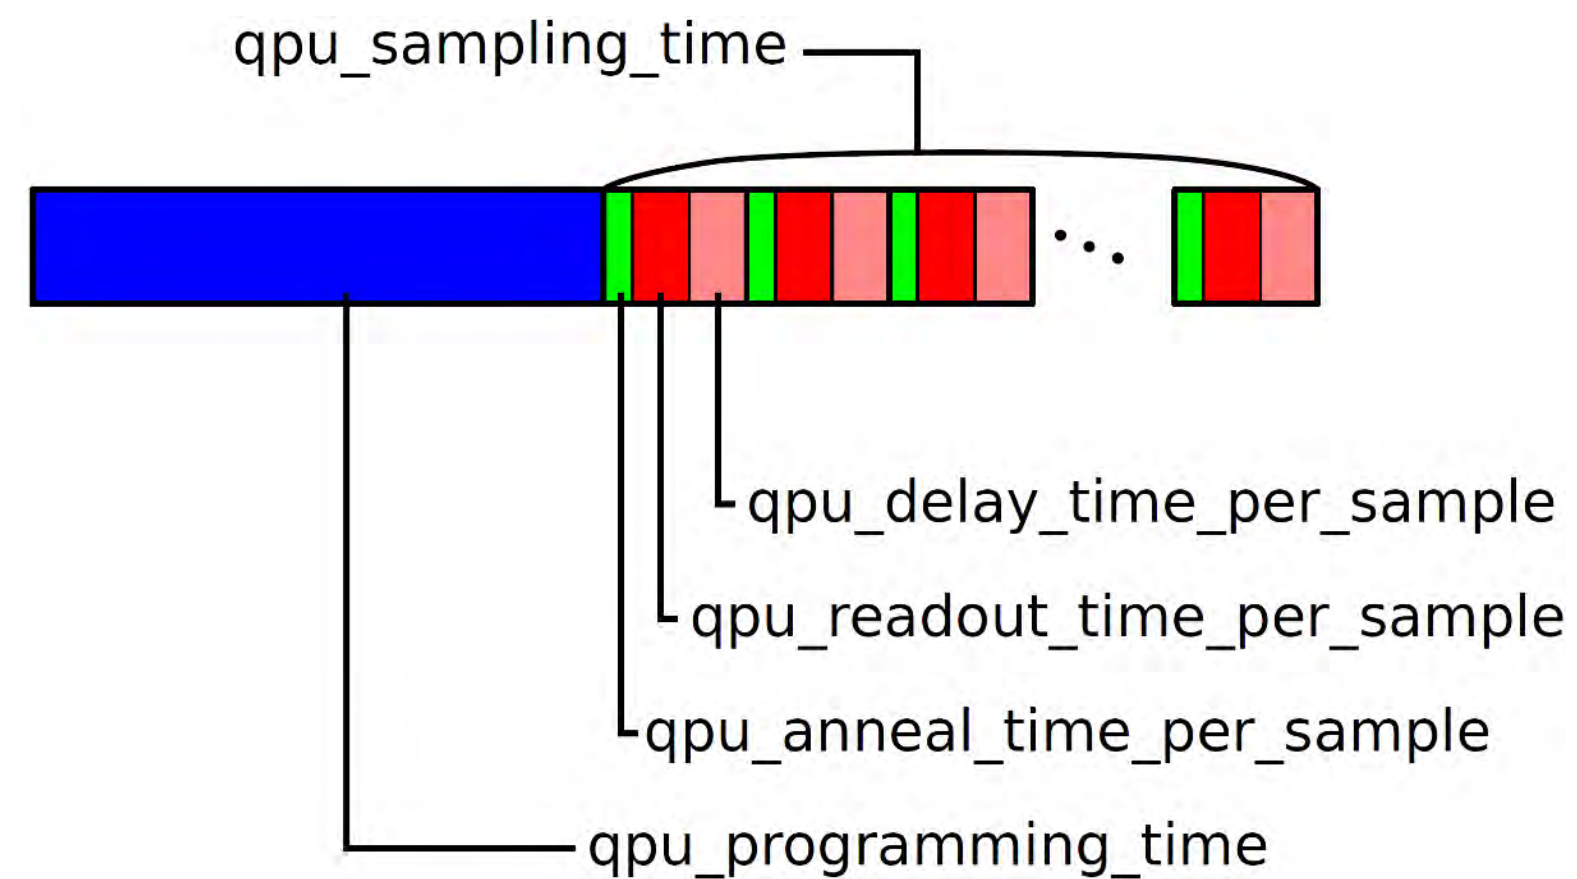 qpu_sampling_time
qpu_delay_time_per_sample
qpu_readout_time_per_sample
qpu_anneal_time_per_sample
qpu_programming_time